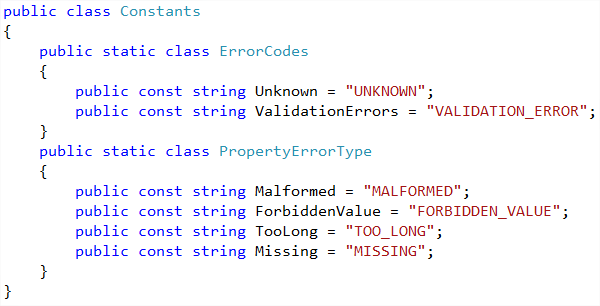 public class Constants
{
    public static class ErrorCodes
    {
        public const string Unknown = "UNKNOWN";
        public const string ValidationErrors = "VALIDATION_ERROR";
    }
    public static class PropertyErrorType
    {
        public const string Malformed = "MALFORMED";
        public const string ForbiddenValue = "FORBIDDEN_VALUE";
        public const string TooLong = "TOO_LONG";
        public const string Missing = "MISSING";
    }
}